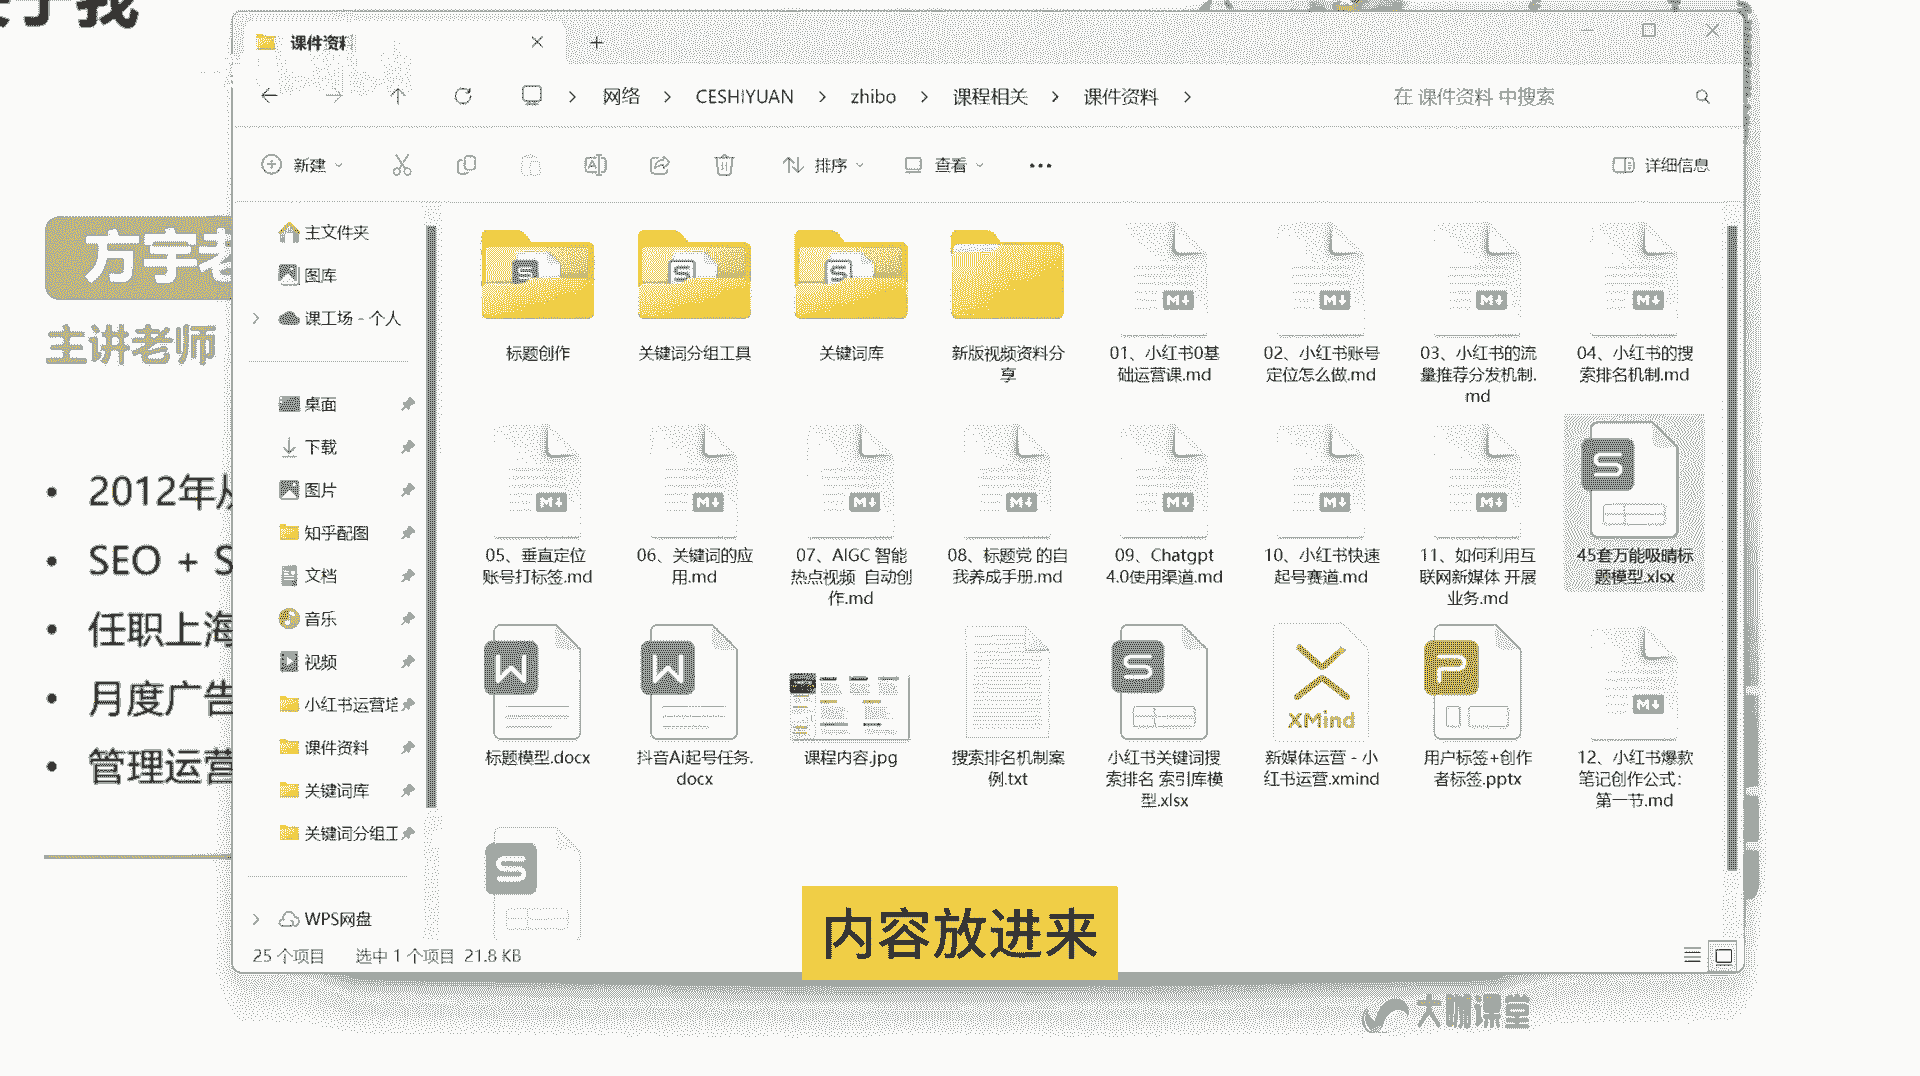 课件资料
网络
CESHIYUAN
zhibo
课程相关
课件资料
在 课件资料 中搜索
新建
排序
查看
详细信息
方宇老
主讲老师
2012年从
SEO + S
任职上海
月度广告
管理运营
主文件夹
图库
课工场 - 个人
桌面
下载
图片
知乎配图
文档
音乐
视频
小红书运营培
课件资料
关键词库
关键词分组工
WPS网盘
标题创作
关键词分组工具
关键词库
新版视频资料分
享
01、小红书0基
础运营课.md
02、小红书账号
定位怎么做.md
03、小红书的流
量推荐分发机制.
md
04、小红书的搜
索排名机制.md
05、垂直定位
账号打标签.md
06、关键词的应
用.md
07、AIGC 智能
热点视频 自动创
作.md
08、标题党 的自
我养成手册.md
09、Chatgpt
4.0使用渠道.md
10、小红书快速
起号赛道.md
11、如何利用互
联网新媒体 开展
业务.md
45套万能吸睛标
题模型.xlsx
标题模型.docx
抖音Ai起号任务.
docx
课程内容.jpg
搜索排名机制案
例.txt
小红书关键词搜
索排名 索引库模
型.xlsx
XMind
新媒体运营 - 小
红书运营.xmind
用户标签+创作
者标签.pptx
12、小红书爆款
笔记创作公式：
第一节.md
内容放进来
25 个项目
选中 1 个项目 21.8 KB
大咖课堂